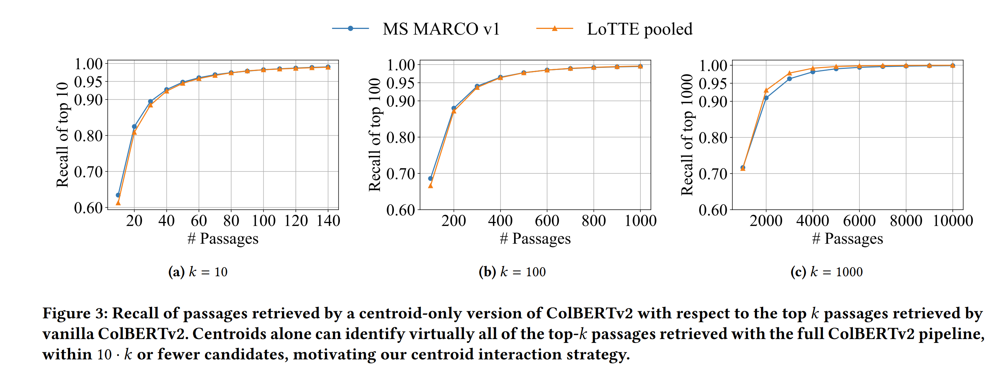 MS MARCO v1 LoTTE pooled
Recall of top 10
1.00
0.95
0.90
0.80
0.70
0.60
20 40 60 80 100 120 140
# Passages
(a) k = 10
Recall of top 100
1.00
0.95
0.90
0.80
0.70
0.60
200 400 600 800 1000
# Passages
(b) k = 100
Recall of top 1000
1.00
0.95
0.90
0.80
0.70
0.60
2000 4000 6000 8000 10000
# Passages
(c) k = 1000
Figure 3: Recall of passages retrieved by a centroid-only version of ColBERTv2 with respect to the top k passages retrieved by
vanilla ColBERTv2. Centroids alone can identify virtually all of the top-k passages retrieved with the full ColBERTv2 pipeline,
within 10 · k or fewer candidates, motivating our centroid interaction strategy.